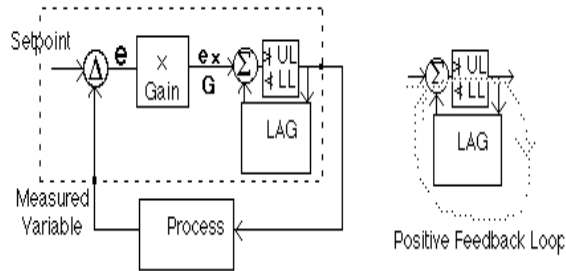 Setpoint
Δ
e
×
Gain
e x
G
Σ
> UL
< LL
LAG
Measured
Variable
Process
Σ
> UL
< LL
LAG
Positive Feedback Loop